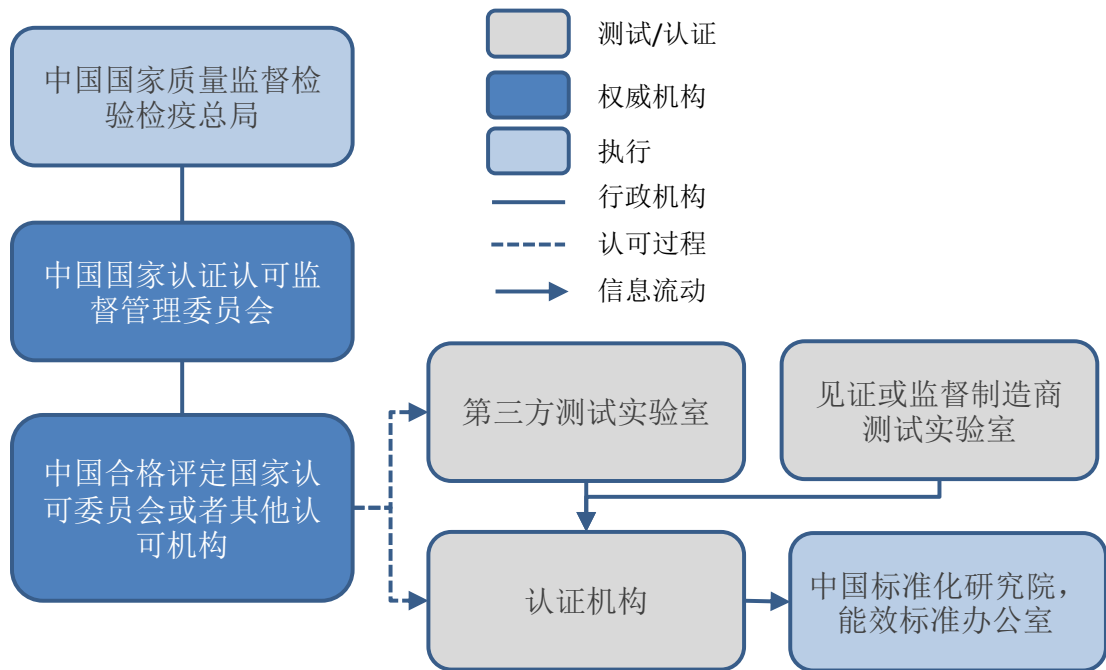 中国国家质量监督检
验检疫总局
中国国家认证认可监
督管理委员会
中国合格评定国家认
可委员会或者其他认
可机构
测试/认证
权威机构
执行
行政机构
认可过程
信息流动
第三方测试实验室
见证或监督制造商
测试实验室
认证机构
中国标准化研究院，
能效标准办公室